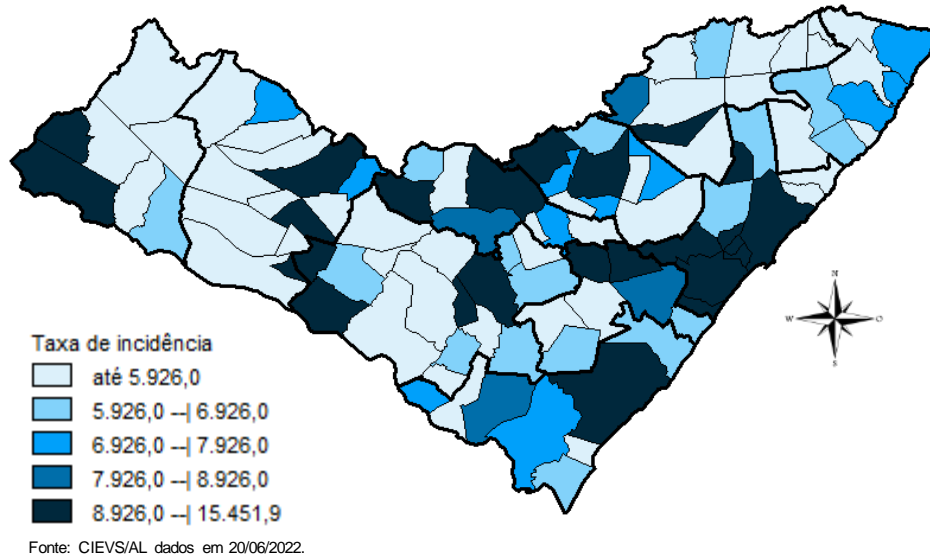 N
W
O
S
Taxa de incidência
até 5.926,0
5.926,0 --| 6.926,0
6.926,0 --| 7.926,0
7.926,0 --| 8.926,0
8.926,0 --| 15.451,9
Fonte: CIEVS/AL dados em 20/06/2022.